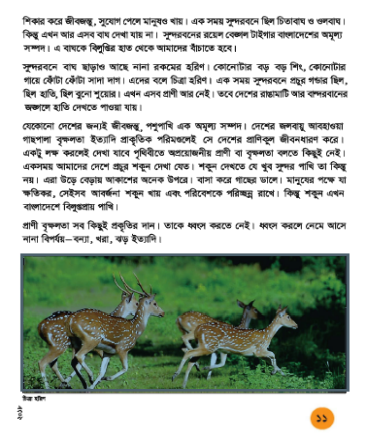 শিকার করে জীবজন্তু, সুযোগ পেলে মানুষও খায়। এক সময় সুন্দরবনে ছিল চিতাবাঘ ও ওলবাঘ।
কিন্তু এখন আর এসব বাঘ দেখা যায় না। সুন্দরবনের রয়েল বেঙ্গল টাইগার বাংলাদেশের অমূল্য
সম্পদ। এ বাঘকে বিলুপ্তির হাত থেকে আমাদের বাঁচাতে হবে।
সুন্দরবনে বাঘ ছাড়াও আছে নানা রকমের হরিণ। কোনোটার বড় বড় শিং, কোনোটার
গায়ে ফোঁটা ফোঁটা সাদা দাগ। এদের বলে চিত্রা হরিণ। এক সময় সুন্দরবনে প্রচুর গন্ডার ছিল,
ছিল হাতি, ছিল বুনো শুয়োর। এখন এসব প্রাণী আর নেই। তবে দেশের রাঙামাটি আর বান্দরবানের
জঙ্গলে হাতি দেখতে পাওয়া যায়।
যেকোনো দেশের জন্যই জীবজন্তু, পশুপাখি এক অমূল্য সম্পদ। দেশের জলবায়ু আবহাওয়া
গাছপালা বৃক্ষলতা ইত্যাদি প্রাকৃতিক পরিমণ্ডলেই সে দেশের প্রাণিকুল জীবনধারণ করে।
একটু লক্ষ করলেই দেখা যাবে পৃথিবীতে অপ্রয়োজনীয় প্রাণী বা বৃক্ষলতা বলতে কিছুই নেই।
একসময় আমাদের দেশে প্রচুর শকুন দেখা যেত। শকুন দেখতে যে খুব সুন্দর পাখি তা কিন্তু
নয়। এরা উড়ে বেড়ায় আকাশের অনেক উপরে। বাসা করে গাছের ডালে। মানুষের পক্ষে যা
ক্ষতিকর, সেইসব আবর্জনা শকুন খায় এবং পরিবেশকে পরিচ্ছন্ন রাখে। কিন্তু শকুন এখন
বাংলাদেশে বিলুপ্তপ্রায় পাখি।
প্রাণী বৃক্ষলতা সব কিছুই প্রকৃতির দান। তাকে ধ্বংস করতে নেই। ধ্বংস করলে নেমে আসে
নানা বিপর্যয়–বন্যা, খরা, ঝড় ইত্যাদি।
চিত্রা হরিণ
১১